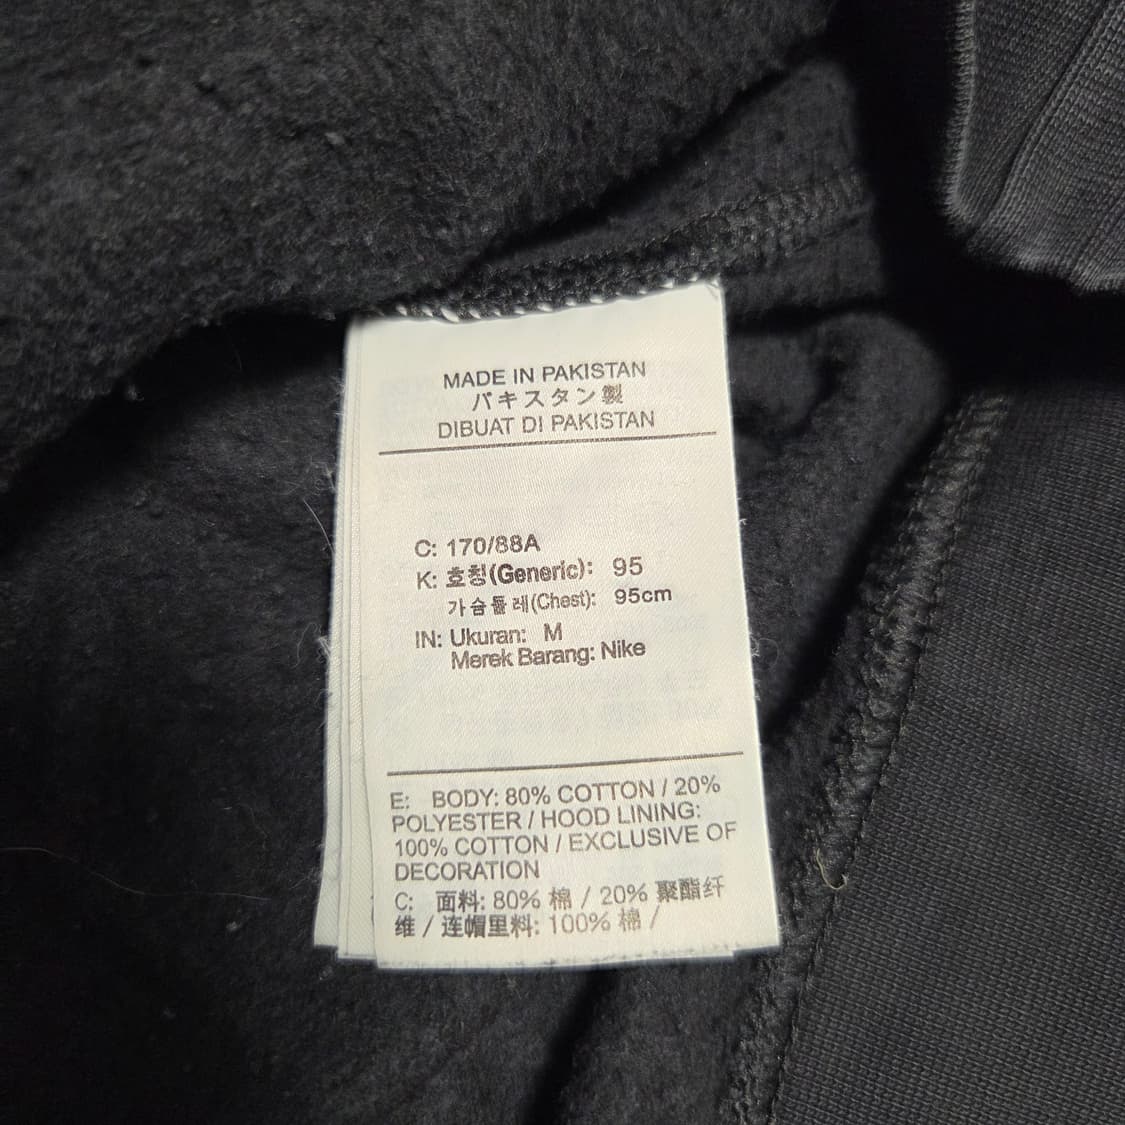 MADE IN PAKISTAN
パキスタン製
DIBUAT DI PAKISTAN
C: 170/88A
K: 호칭(Generic): 95
가슴둘레(Chest): 95cm
IN: Ukuran: M
Merek Barang: Nike
E: BODY: 80% COTTON / 20%
POLYESTER / HOOD LINING:
100% COTTON / EXCLUSIVE OF
DECORATION
C: 面料: 80% 棉 / 20% 聚酯纤
维 / 连帽里料: 100% 棉 /